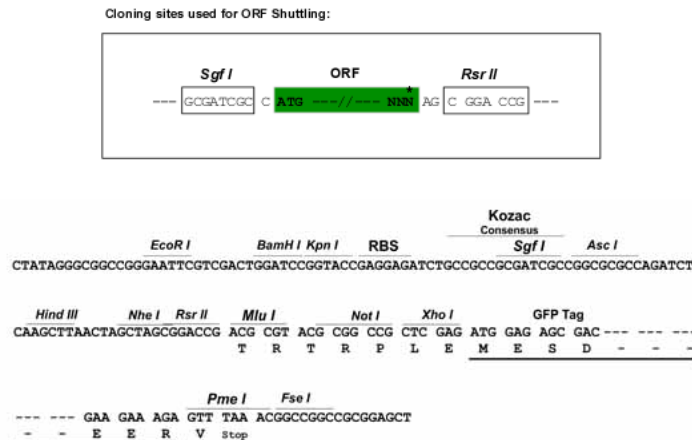 Cloning sites used for ORF Shuttling:
Sgf I ORF Rsr II
--- GCGATCGC C ATG ---//--- NNN* AG C GGA CCG ---
Kozac
Consensus
EcoR I BamH I Kpn I RBS Sgf I Asc I
CTATAGGGCGGCCGGGAATTCGTCGACTGGATCCGGTACCGAGGAGATCTGCCGCCGCGATCGCCGGCGCGCCAGATCT
Hind III Nhe I Rsr II Mlu I Not I Xho I GFP Tag
CAAGCTTAACTAGCTAGCGGACCG ACG CGT ACG CGG CCG CTC GAG ATG GAG AGC GAC--- --- ---
T R T R P L E M E S D - - -
Pme I Fse I
--- --- GAA GAA AGA GTT TAA ACGGCCGGCCGCGGAGCT
- - E E R V Stop